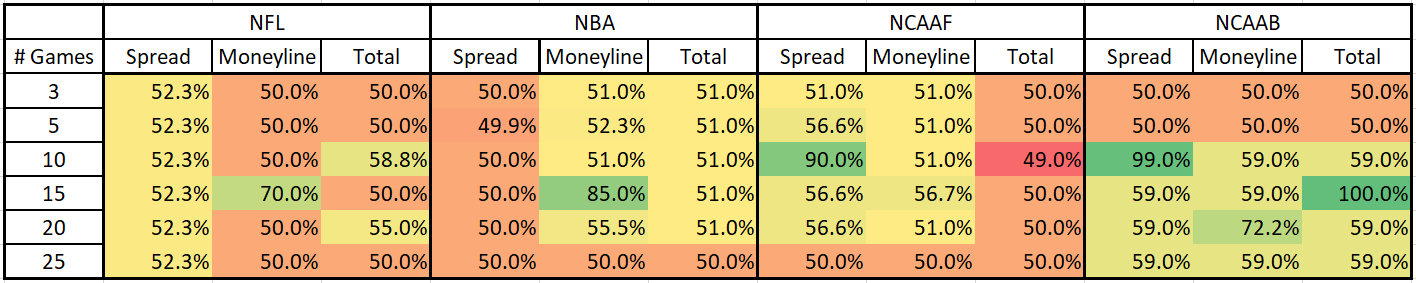 NFL NBA NCAAF NCAAB
# Games Spread Moneyline Total Spread Moneyline Total Spread Moneyline Total Spread Moneyline Total
3 52.3% 50.0% 50.0% 50.0% 51.0% 51.0% 51.0% 51.0% 50.0% 50.0% 50.0% 50.0%
5 52.3% 50.0% 50.0% 49.9% 52.3% 51.0% 56.6% 51.0% 50.0% 50.0% 50.0% 50.0%
10 52.3% 50.0% 58.8% 50.0% 51.0% 51.0% 90.0% 51.0% 49.0% 99.0% 59.0% 59.0%
15 52.3% 70.0% 50.0% 50.0% 85.0% 51.0% 56.6% 56.7% 50.0% 59.0% 59.0% 100.0%
20 52.3% 50.0% 55.0% 50.0% 55.5% 51.0% 56.6% 51.0% 50.0% 59.0% 72.2% 59.0%
25 52.3% 50.0% 50.0% 50.0% 50.0% 50.0% 50.0% 50.0% 50.0% 59.0% 59.0% 59.0%